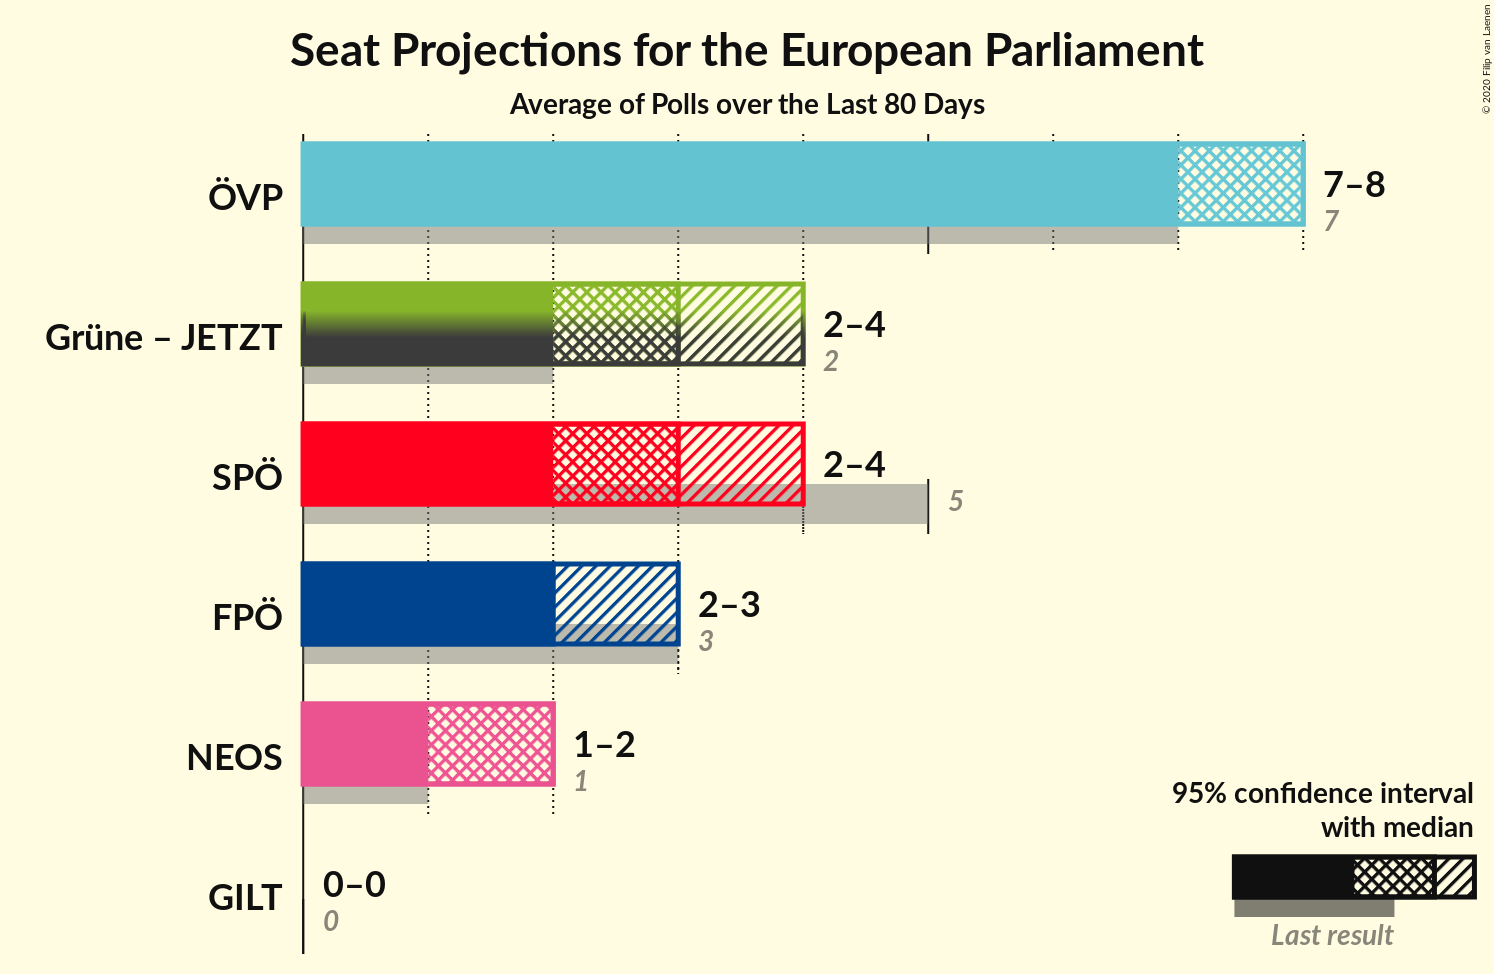 Seat Projections for the European Parliament
Average of Polls over the Last 80 Days
© 2020 Filip van Laenen
ÖVP
7–8
7
Grüne – JETZT
2–4
2
SPÖ
2–4
5
FPÖ
2–3
3
NEOS
1–2
1
GILT
0–0
0
95% confidence interval
with median
Last result